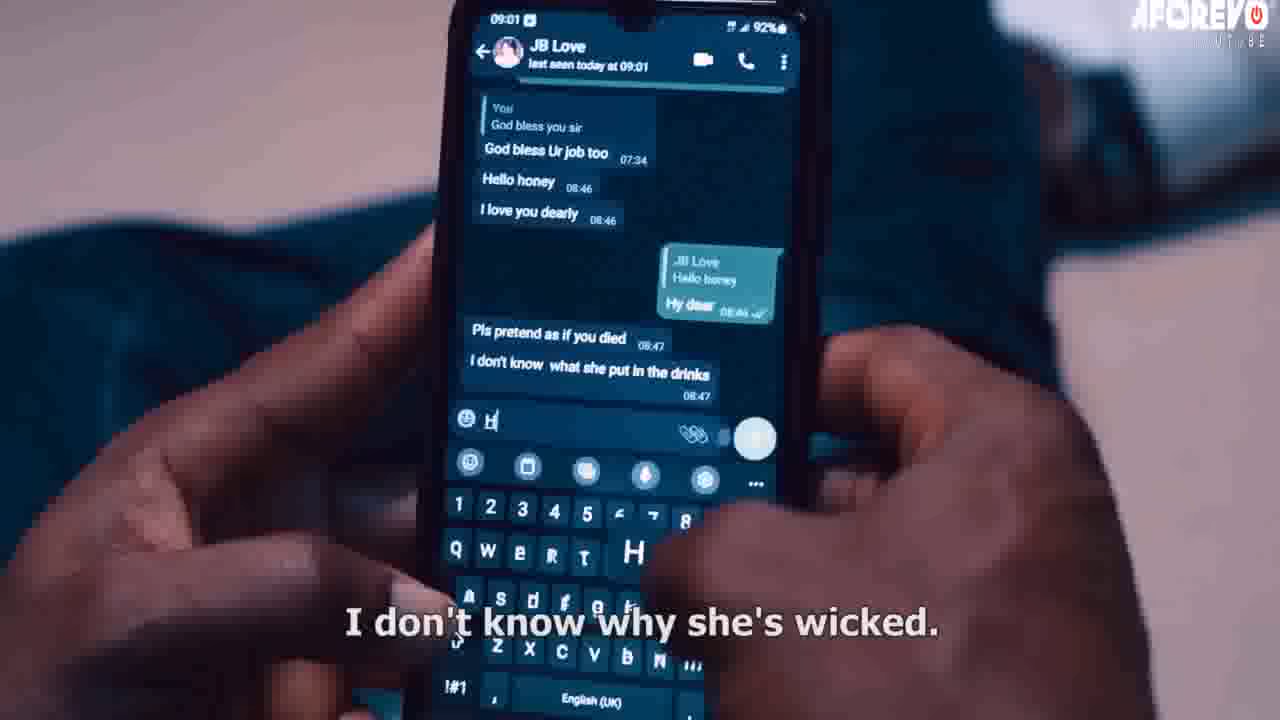 AFOREVO
UTUBE
09:01
92%
JB Love
last seen today at 09:01
You
God bless you sir
God bless Ur job too 07:34
Hello honey 08:46
I love you dearly 08:46
JB Love
Hello honey
Hy dear 08:46
Pls pretend as if you died 08:47
I don't know what she put in the drinks
08:47
H
1 2 3 4 5 6 7 8
Q W E R T H
A S d f g
Z X C V b N
!#1 , English (UK)
I don't know why she's wicked.